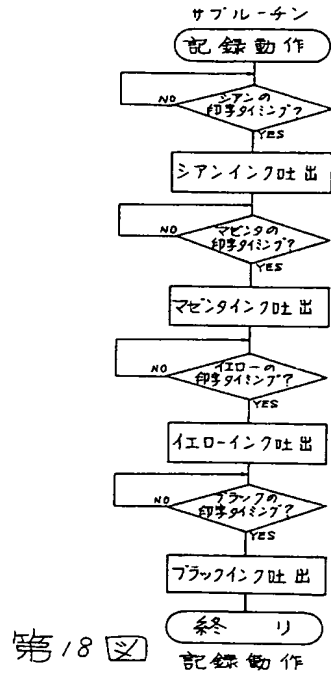 サブルーチン
記録動作
シアンの
印字タイミング?
NO
YES
シアンインク吐出
マゼンタの
印字タイミング?
NO
YES
マゼンタインク吐出
イエローの
印字タイミング?
NO
YES
イエローインク吐出
ブラックの
印字タイミング?
NO
YES
ブラックインク吐出
終 リ
第18図
記録動作